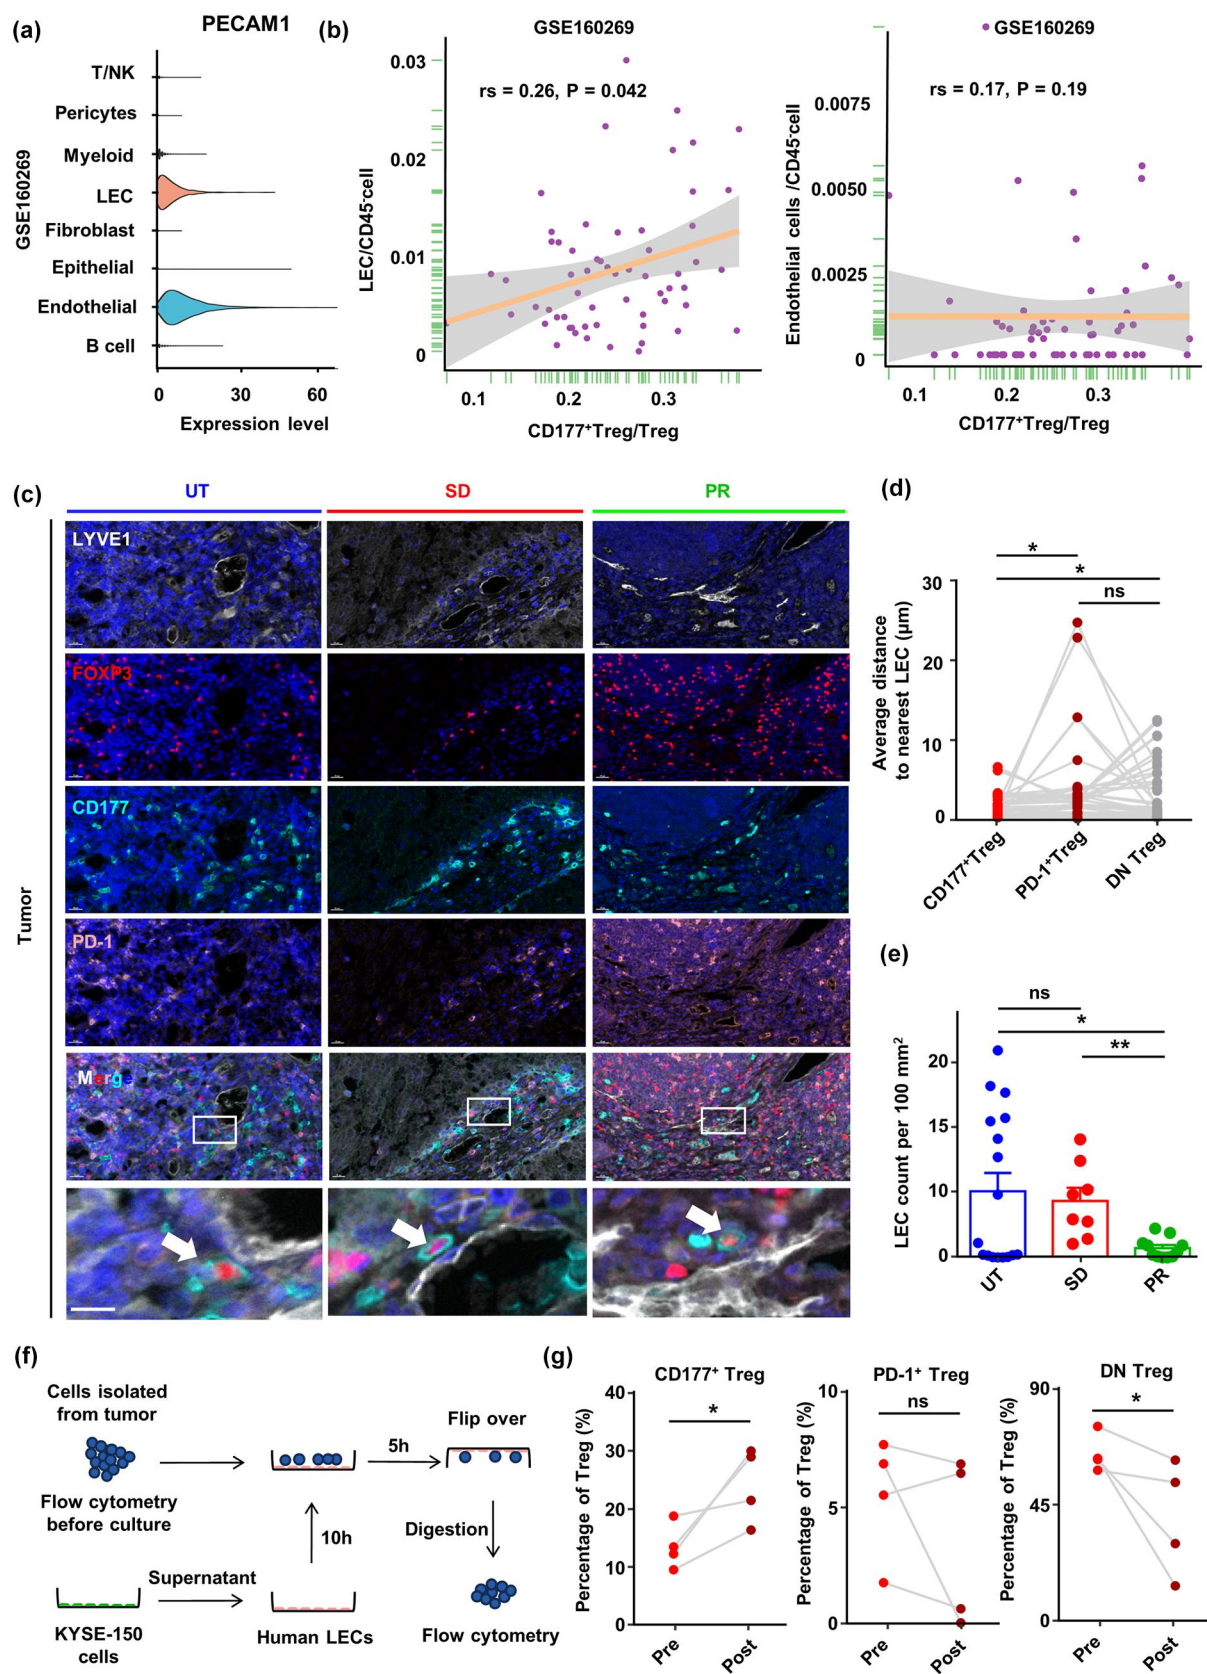 (a)
PECAM1
GSE160269
T/NK
Pericytes
Myeloid
LEC
Fibroblast
Epithelial
Endothelial
B cell
0 30 60
Expression level
(b)
GSE160269
rs = 0.26, P = 0.042
LEC/CD45-cell
0.03
0.02
0.01
0
0.1 0.2 0.3
CD177+Treg/Treg
GSE160269
rs = 0.17, P = 0.19
Endothelial cells /CD45-cell
0.0075
0.0050
0.0025
0
0.1 0.2 0.3
CD177+Treg/Treg
(c)
UT SD PR
Tumor
LYVE1
FOXP3
CD177
PD-1
Merge
(d)
* 
*
ns
Average distance
to nearest LEC (μm)
30
20
10
0
CD177+Treg
PD-1+Treg
DN Treg
(e)
ns
*
**
LEC count per 100 mm2
20
15
10
0
UT
SD
PR
(f)
Cells isolated
from tumor
Flow cytometry
before culture
5h
Flip over
10h
Digestion
Supernatant
KYSE-150
cells
Human LECs
Flow cytometry
(g)
CD177+ Treg
*
Percentage of Treg (%)
40
30
20
10
0
Pre
Post
PD-1+ Treg
ns
Percentage of Treg (%)
10
5
0
Pre
Post
DN Treg
*
Percentage of Treg (%)
90
45
0
Pre
Post